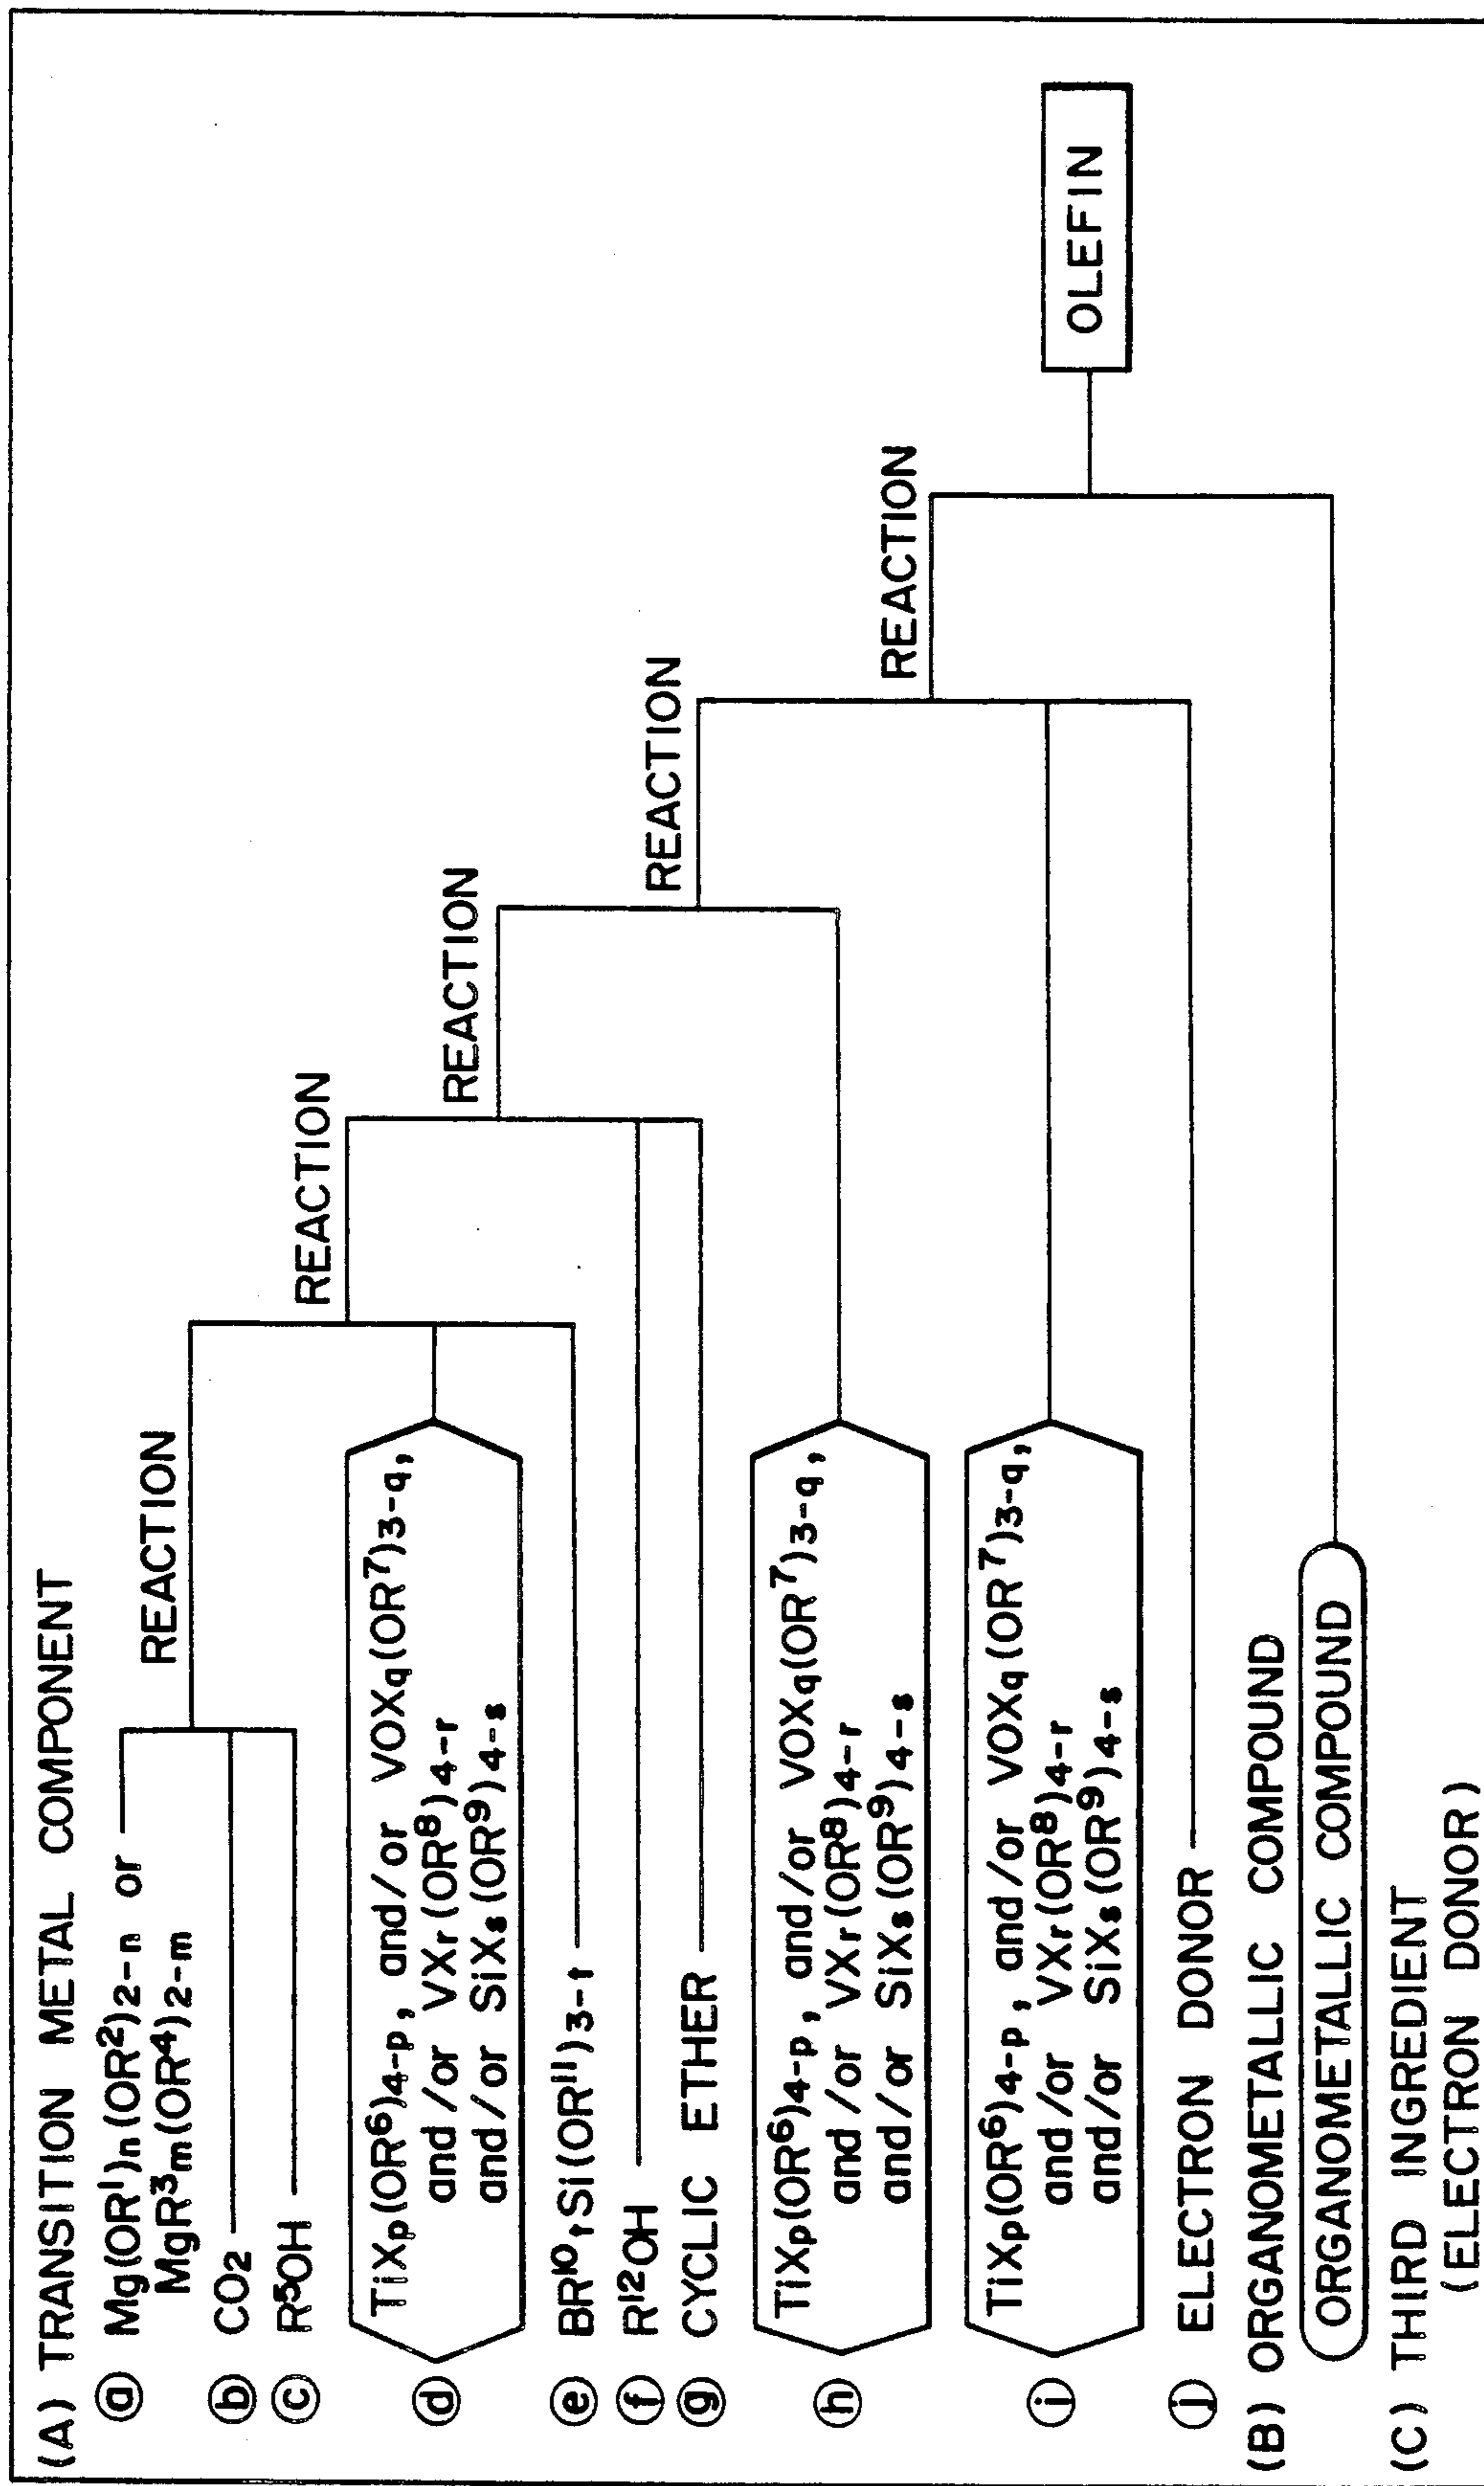 (A) TRANSITION METAL COMPONENT
ⓐ Mg(OR¹)n(OR²)2-n or
MgR³m(OR⁴)2-m
REACTION
ⓑ CO₂
ⓒ R⁵OH
REACTION
ⓓ TiXp(OR⁶)4-p, and/or VOXq(OR⁷)3-q,
and/or VXr(OR⁸)4-r
and/or SiXs(OR⁹)4-s
REACTION
ⓔ BR¹⁰tSi(OR¹¹)3-t
ⓕ R¹²OH
REACTION
ⓖ CYCLIC ETHER
ⓗ TiXp(OR⁶)4-p, and/or VOXq(OR⁷)3-q,
and/or VXr(OR⁸)4-r
and/or SiXs(OR⁹)4-s
REACTION
ⓘ TiXp(OR⁶)4-p, and/or VOXq(OR⁷)3-q,
and/or VXr(OR⁸)4-r
and/or SiXs(OR⁹)4-s
OLEFIN
ⓙ ELECTRON DONOR
(B) ORGANOMETALLIC COMPOUND
ORGANOMETALLIC COMPOUND
(C) THIRD INGREDIENT
(ELECTRON DONOR)